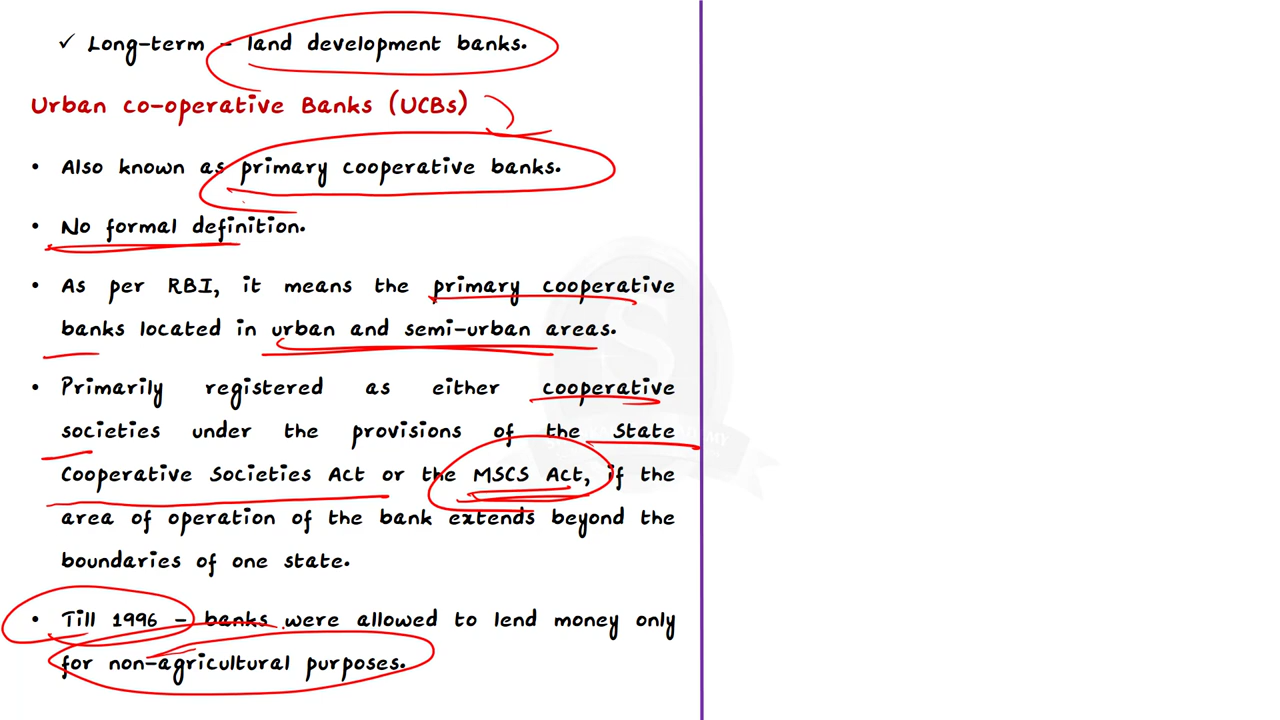 ✓ Long-term - land development banks.
Urban co-operative Banks (UCBs)
• Also known as primary cooperative banks.
• No formal definition.
• As per RBI, it means the primary cooperative
banks located in urban and semi-urban areas.
• Primarily registered as either cooperative
societies under the provisions of the State
Cooperative Societies Act or the MSCS Act, if the
area of operation of the bank extends beyond the
boundaries of one state.
• Till 1996 - banks were allowed to lend money only
for non-agricultural purposes.